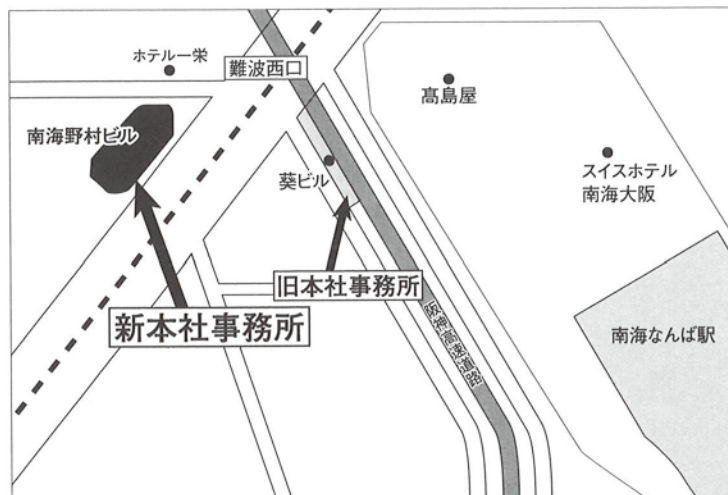 ホテル一栄
難波西口
髙島屋
南海野村ビル
葵ビル
スイスホテル
南海大阪
旧本社事務所
新本社事務所
阪神高速道路
南海なんば駅